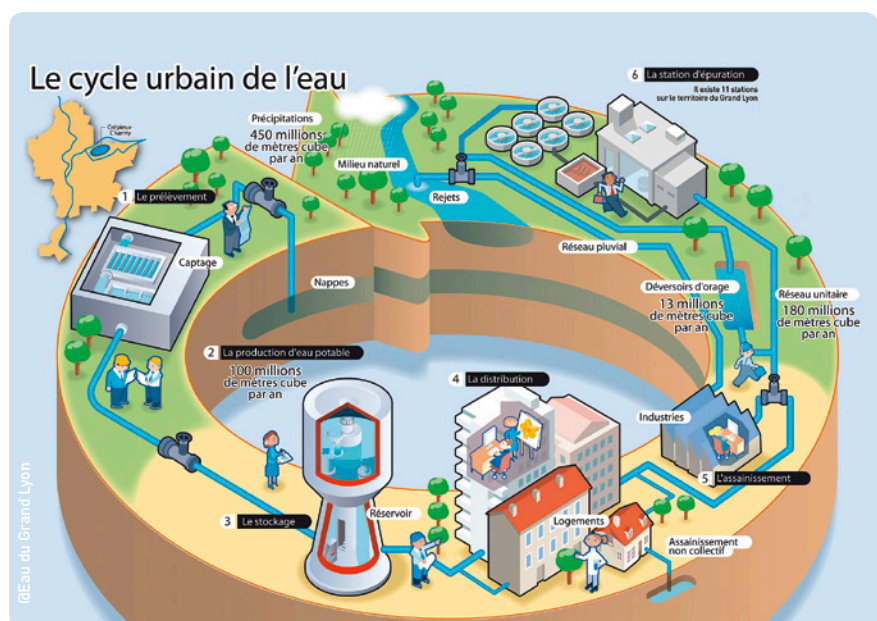 Le cycle urbain de l'eau
Crépieux-
Charmy
1 Le prélèvement
Captage
Précipitations
450 millions
de mètres cube
par an
Milieu naturel
Rejets
6 La station d'épuration
Il existe 11 stations
sur le territoire du Grand Lyon
Réseau pluvial
Nappes
Déversoirs d'orage
13 millions
de mètres cube
par an
Réseau unitaire
180 millions
de mètres cube
par an
2 La production d'eau potable
100 millions
de mètres cube
par an
4 La distribution
Industries
5 L'assainissement
3 Le stockage
Réservoir
Logements
Assainissement
non collectif
@Eau du Grand Lyon